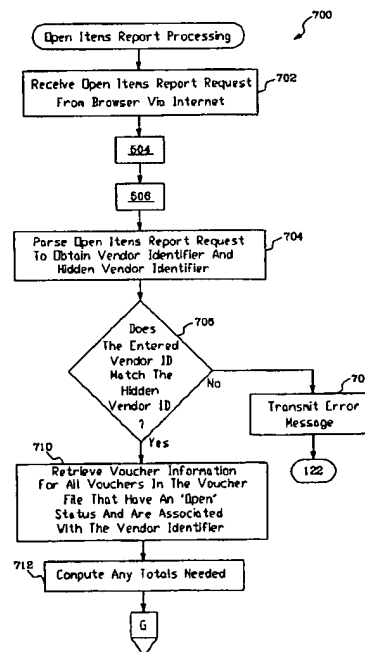 700
Open Items Report Processing
Receive Open Items Report Request
From Browser Via Internet
702
504
506
704
Parse Open Items Report Request
To Obtain Vendor Identifier And
Hidden Vendor Identifier
706
Does
The Entered
Vendor ID
Match The
Hidden
Vendor ID
?
No
Yes
70
Transmit Error
Message
122
710
Retrieve Voucher Information
For All Vouchers In The Voucher
File That Have An "Open"
Status And Are Associated
With The Vendor Identifier
712
Compute Any Totals Needed
G